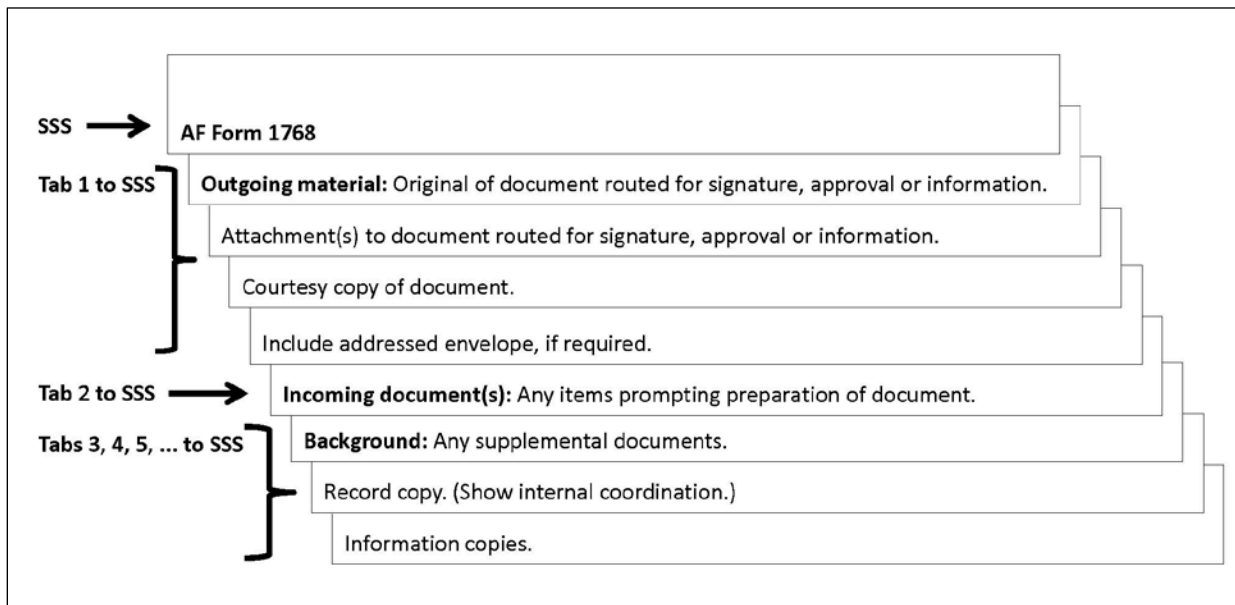 SSS
AF Form 1768
Tab 1 to SSS
Outgoing material: Original of document routed for signature, approval or information.
Attachment(s) to document routed for signature, approval or information.
Courtesy copy of document.
Include addressed envelope, if required.
Tab 2 to SSS
Incoming document(s): Any items prompting preparation of document.
Tabs 3, 4, 5, ... to SSS
Background: Any supplemental documents.
Record copy. (Show internal coordination.)
Information copies.